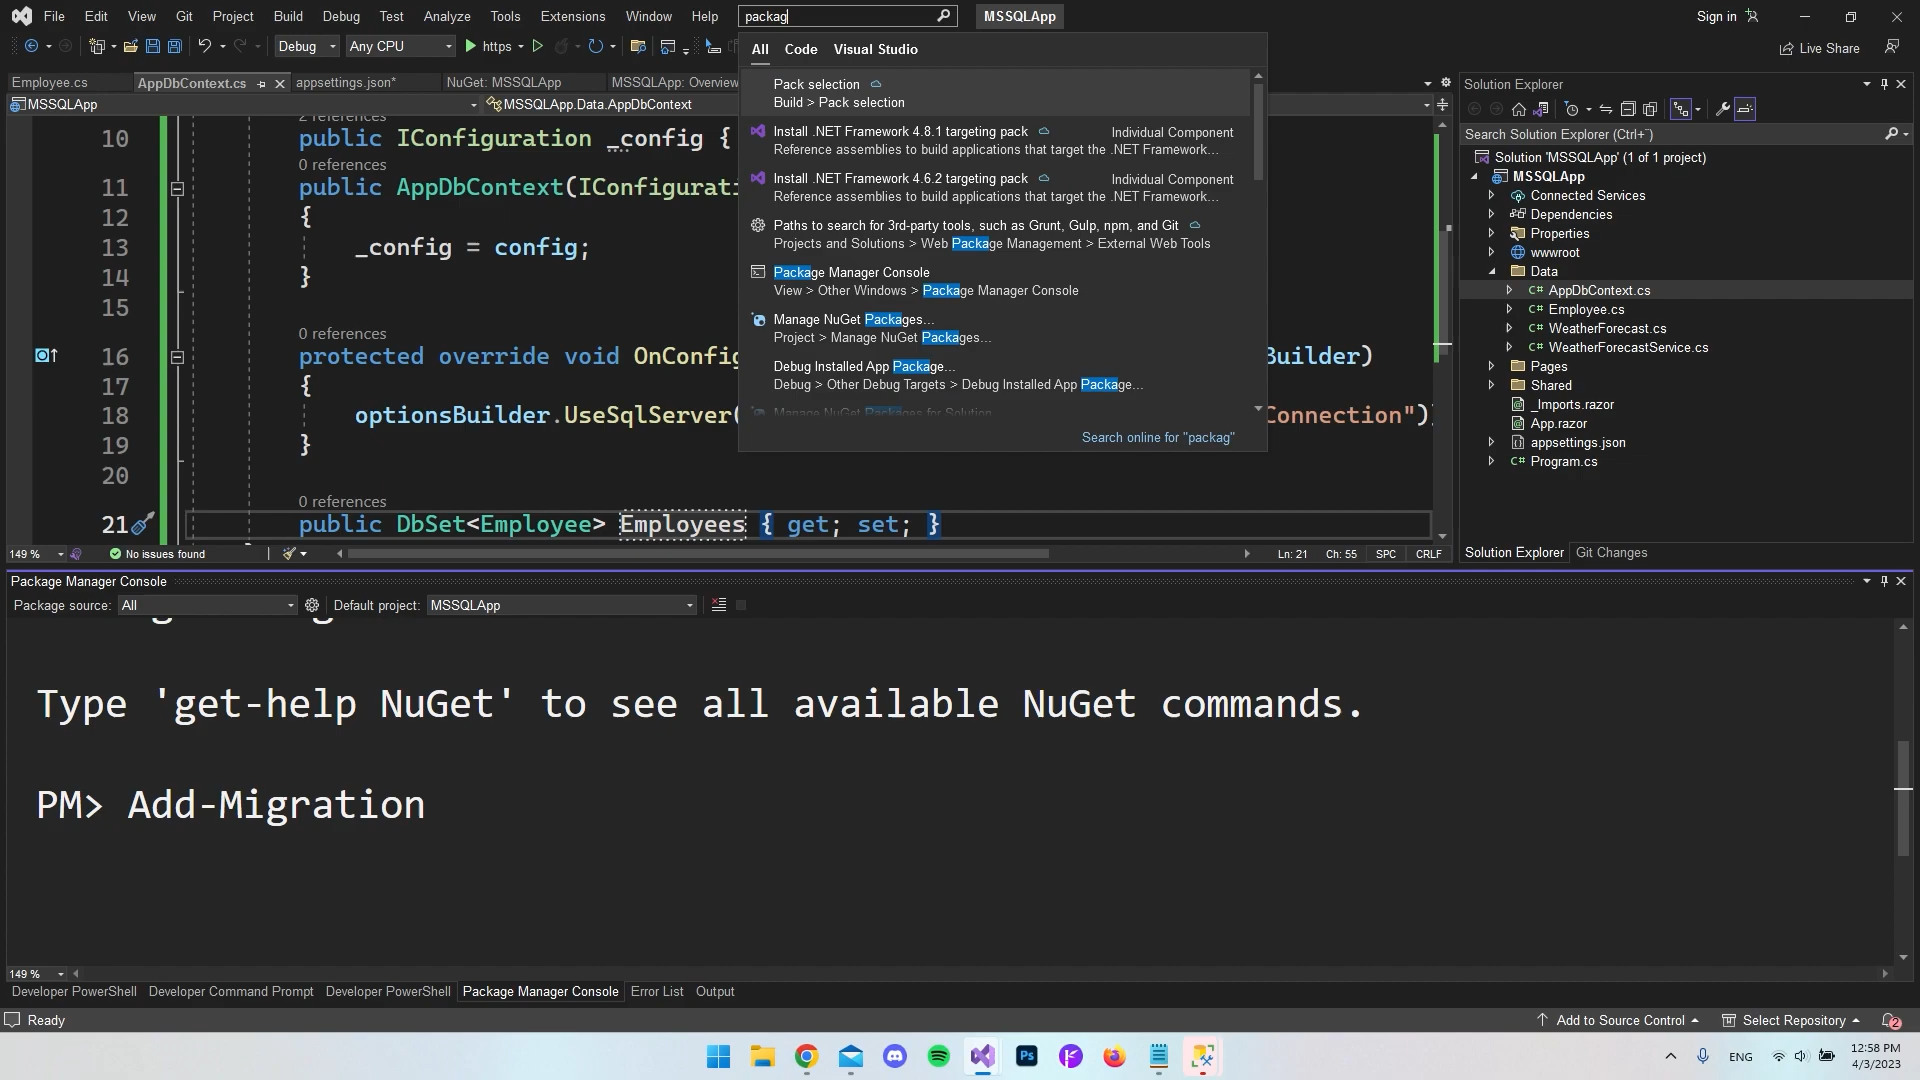 File Edit View Git Project Build Debug Test Analyze Tools Extensions Window Help packag MSSQLApp Sign in
Debug Any CPU https Live Share
All Code Visual Studio
Employee.cs AppDbContext.cs appsettings.json* NuGet: MSSQLApp MSSQLApp: Overview
MSSQLApp MSSQLApp.Data.AppDbContext
Pack selection
Build > Pack selection
Install .NET Framework 4.8.1 targeting pack Individual Component
Reference assemblies to build applications that target the .NET Framework...
Install .NET Framework 4.6.2 targeting pack Individual Component
Reference assemblies to build applications that target the .NET Framework...
Paths to search for 3rd-party tools, such as Grunt, Gulp, npm, and Git
Projects and Solutions > Web Package Management > External Web Tools
Package Manager Console
View > Other Windows > Package Manager Console
Manage NuGet Packages...
Project > Manage NuGet Packages...
Debug Installed App Package...
Debug > Other Debug Targets > Debug Installed App Package...
Manage NuGet Packages for Solution
Search online for "packag"
2 references
10 public IConfiguration _config {
0 references
11 public AppDbContext(IConfigurati
12 {
13 _config = config;
14 }
15
0 references
16 protected override void OnConfig Builder)
17 {
18 optionsBuilder.UseSqlServer( Connection")
19 }
20
0 references
21 public DbSet<Employee> Employees { get; set; }
149 % No issues found Ln: 21 Ch: 55 SPC CRLF
Solution Explorer
Search Solution Explorer (Ctrl+¨)
Solution 'MSSQLApp' (1 of 1 project)
MSSQLApp
Connected Services
Dependencies
Properties
wwwroot
Data
C# AppDbContext.cs
C# Employee.cs
C# WeatherForecast.cs
C# WeatherForecastService.cs
Pages
Shared
_Imports.razor
App.razor
appsettings.json
C# Program.cs
Solution Explorer Git Changes
Package Manager Console
Package source: All Default project: MSSQLApp
Type 'get-help NuGet' to see all available NuGet commands.
PM> Add-Migration
149 %
Developer PowerShell Developer Command Prompt Developer PowerShell Package Manager Console Error List Output
Ready Add to Source Control Select Repository 2
Ps ENG 12:58 PM
4/3/2023